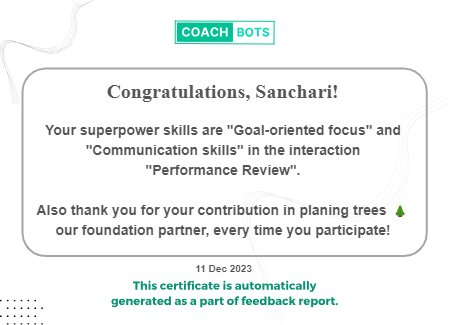 COACH BOTS
Congratulations, Sanchari!
Your superpower skills are "Goal-oriented focus" and
"Communication skills" in the interaction
"Performance Review".
Also thank you for your contribution in planing trees 🌲
our foundation partner, every time you participate!
11 Dec 2023
This certificate is automatically
generated as a part of feedback report.